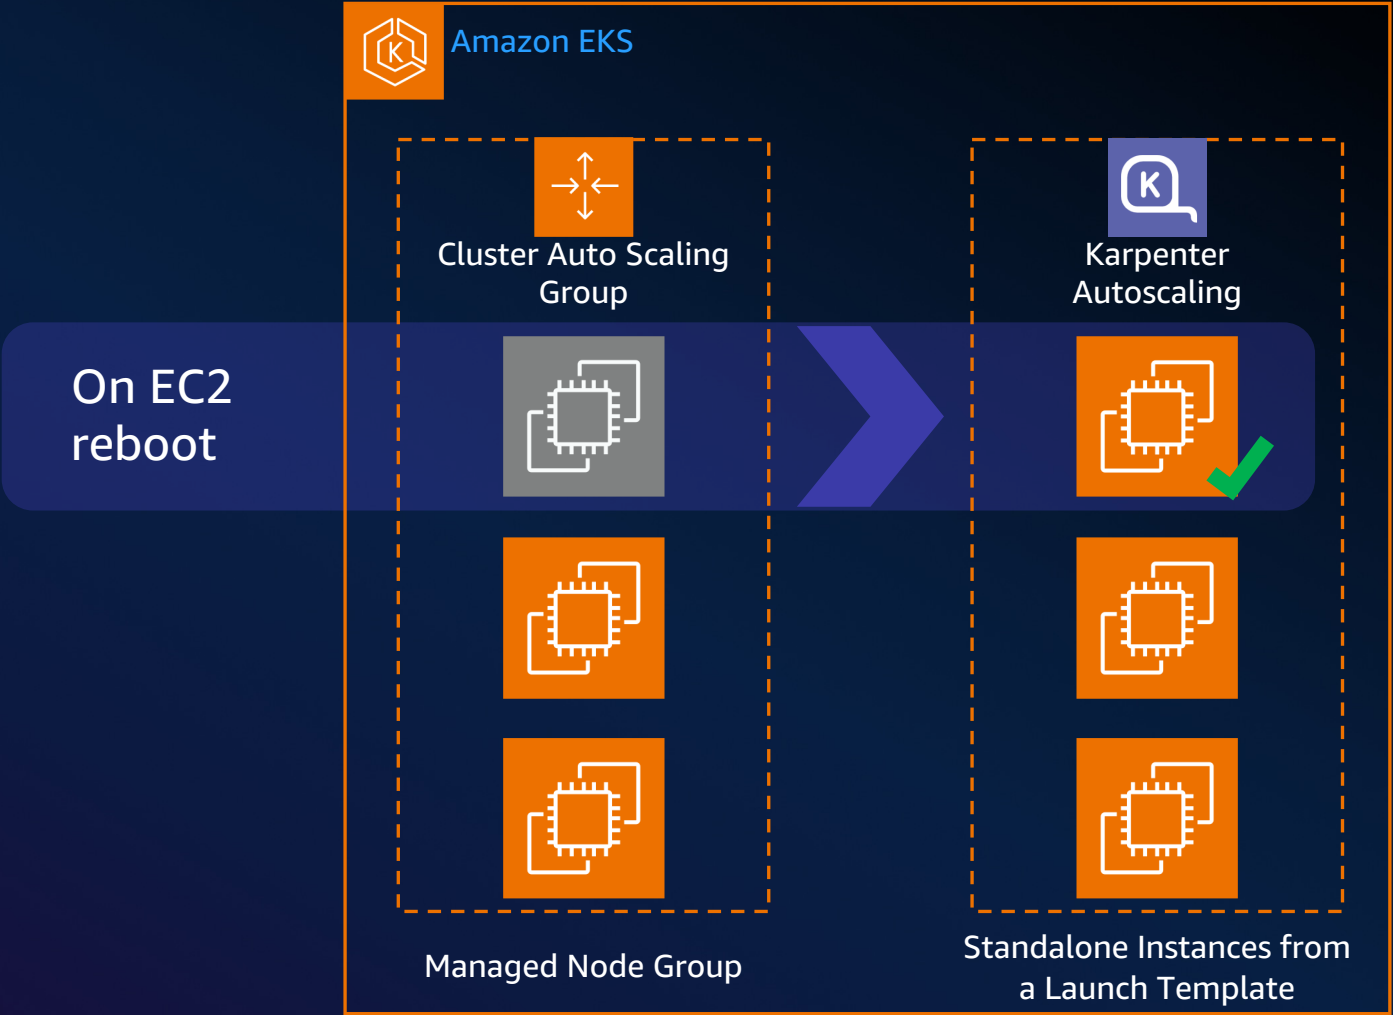 Amazon EKS
Cluster Auto Scaling
Group
Karpenter
Autoscaling
On EC2
reboot
Managed Node Group
Standalone Instances from
a Launch Template
K
K